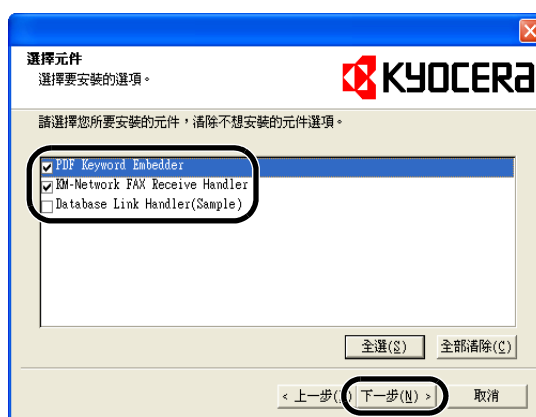 選擇元件
選擇要安裝的選項。
KYOCERA
請選擇您所要安裝的元件，清除不想安裝的元件選項。
PDF Keyword Embedder
KM-Network FAX Receive Handler
Database Link Handler(Sample)
全選(S) 全部清除(C)
< 上一步( ) 下一步(N) > 取消